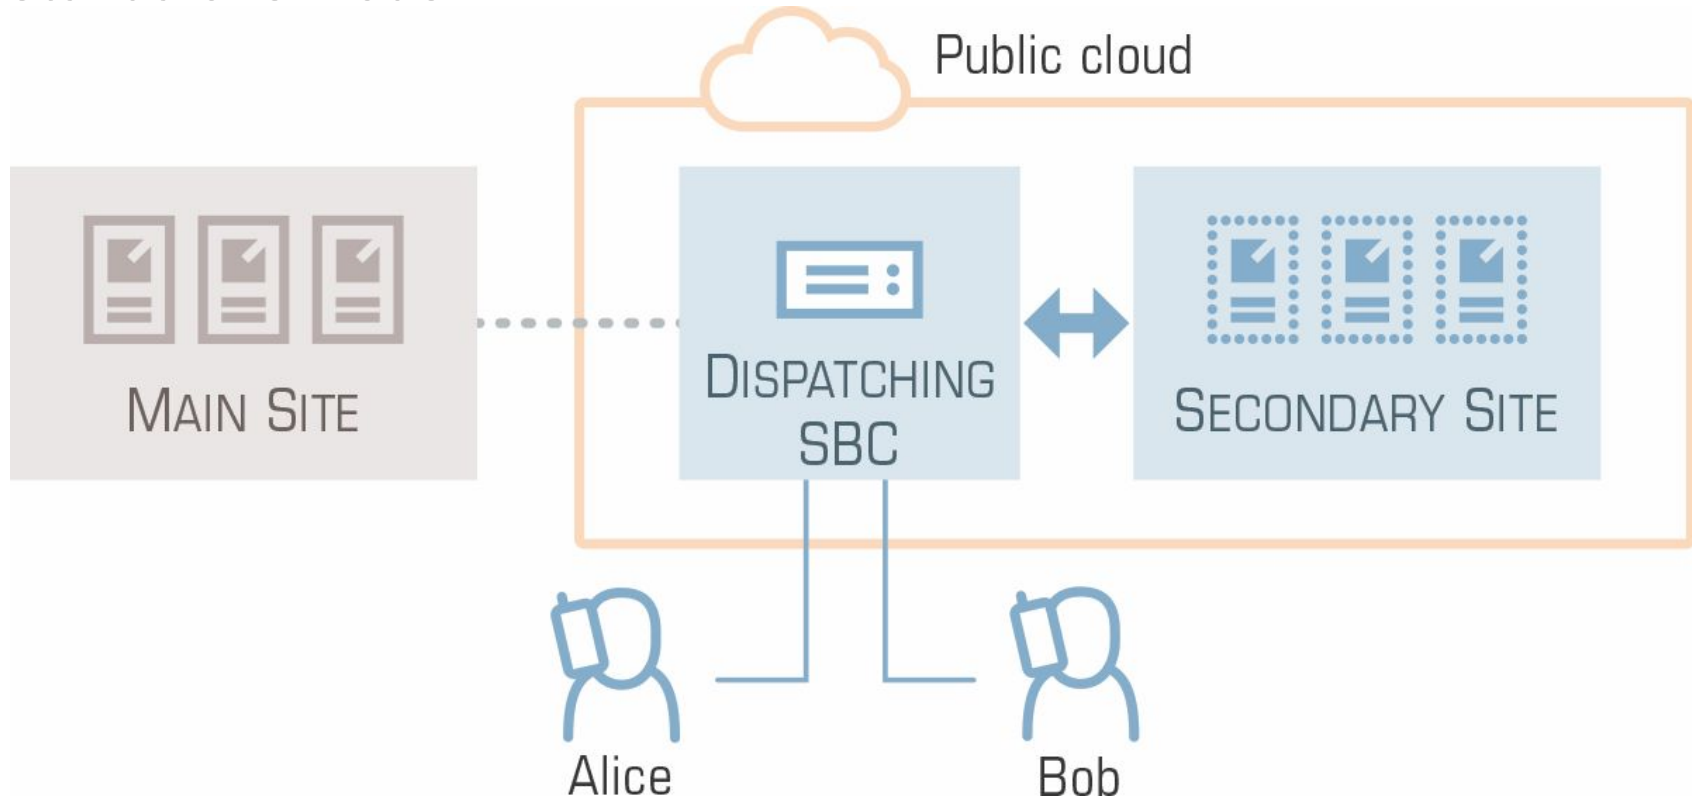 Public cloud
MAIN SITE
DISPATCHING
SBC
SECONDARY SITE
Alice
Bob